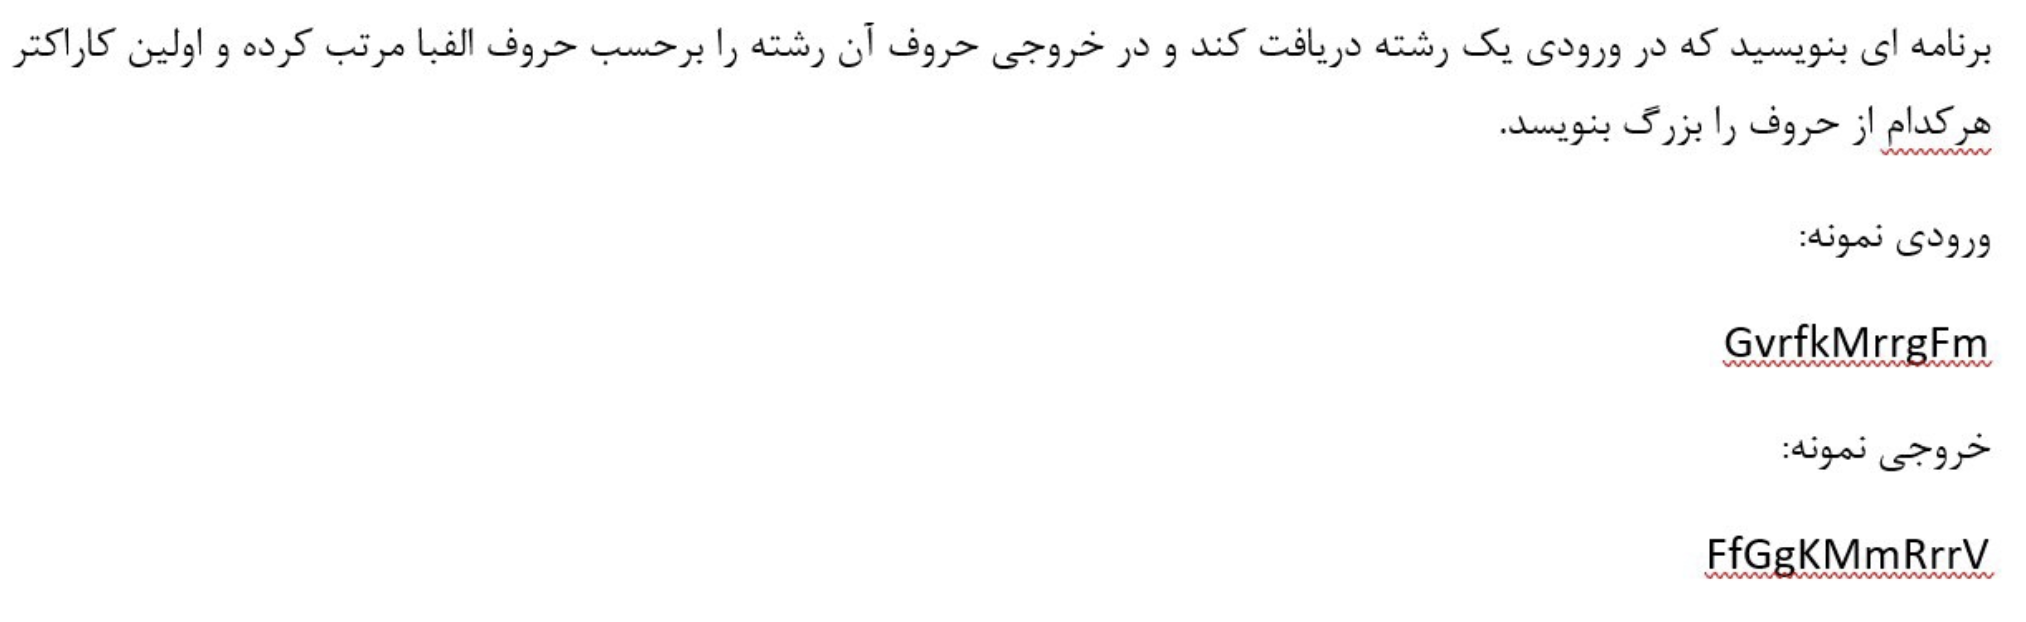 برنامه ای بنویسید که در ورودی یک رشته دریافت کند و در خروجی حروف آن رشته را برحسب حروف الفبا مرتب کرده و اولین کاراکتر
هرکدام از حروف را بزرگ بنویسد.
ورودی نمونه:
GvrfkMrrgFm
خروجی نمونه:
FfGgKMmRrrV